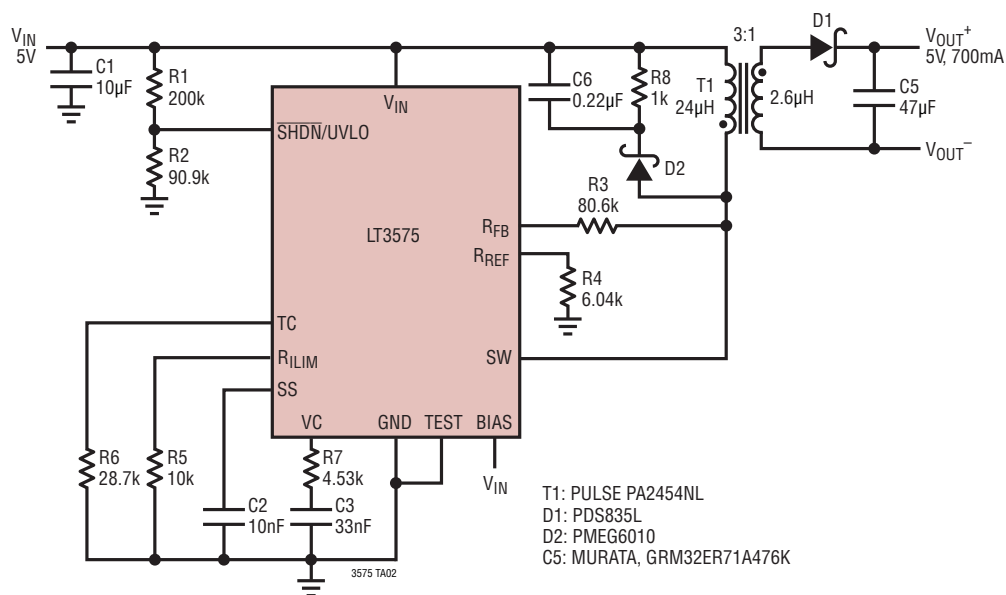 VIN
5V
C1
10µF
R1
200k
R2
90.9k
VIN
SHDN/UVLO
LT3575
RFB
RREF
TC
RILIM
SS
SW
VC
GND
TEST
BIAS
VIN
C6
0.22µF
R8
1k
D2
R3
80.6k
R4
6.04k
3:1
T1
24µH
2.6µH
D1
VOUT+
5V, 700mA
C5
47µF
VOUT–
R6
28.7k
R5
10k
C2
10nF
R7
4.53k
C3
33nF
3575 TA02
T1: PULSE PA2454NL
D1: PDS835L
D2: PMEG6010
C5: MURATA, GRM32ER71A476K